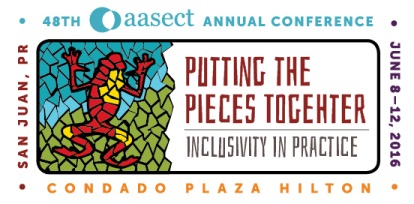 48TH aasect ANNUAL CONFERENCE
SAN JUAN, PR
PUTTING THE
PIECES TOGEHTER
INCLUSIVITY IN PRACTICE
JUNE 8–12, 2016
CONDADO PLAZA HILTON